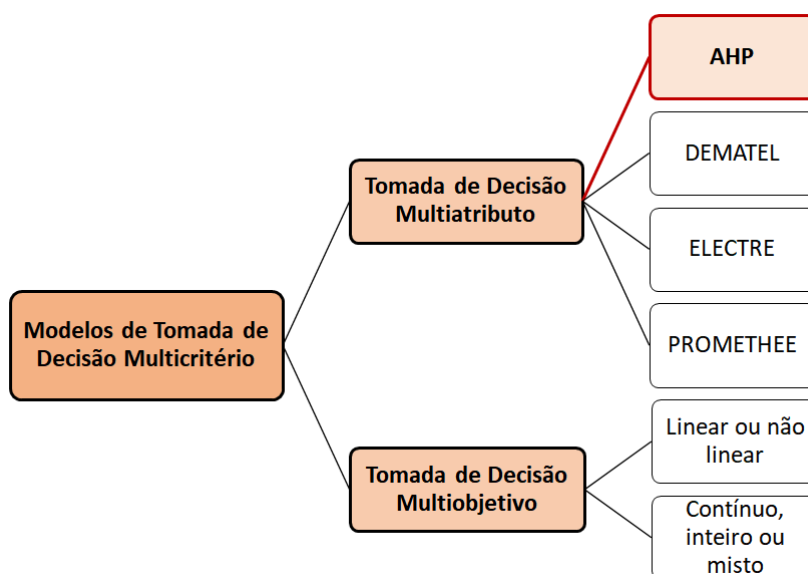 AHP
DEMATEL
Tomada de Decisão
Multiatributo
ELECTRE
Modelos de Tomada de
Decisão Multicritério
PROMETHEE
Linear ou não
linear
Tomada de Decisão
Multiobjetivo
Contínuo,
inteiro ou
misto